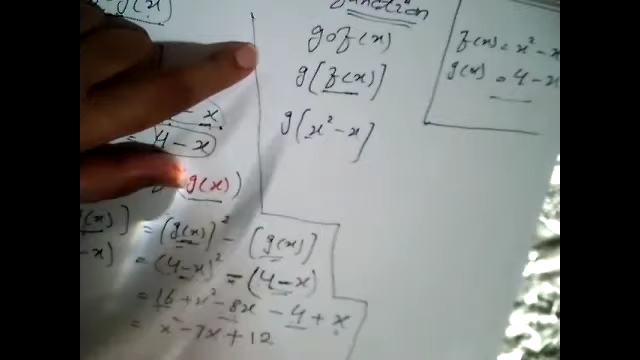 g(x)
function
gof(x)
g[f(x)]
g[x² - x]
f(x) = x² - x
g(x) = 4 - x
- x
= 4 - x
g(x))
(x)] = (g(x))² - [g(x)]
- x) = (4-x)² - (4-x)
= 16 + x² - 8x - 4 + x
= x² - 7x + 12